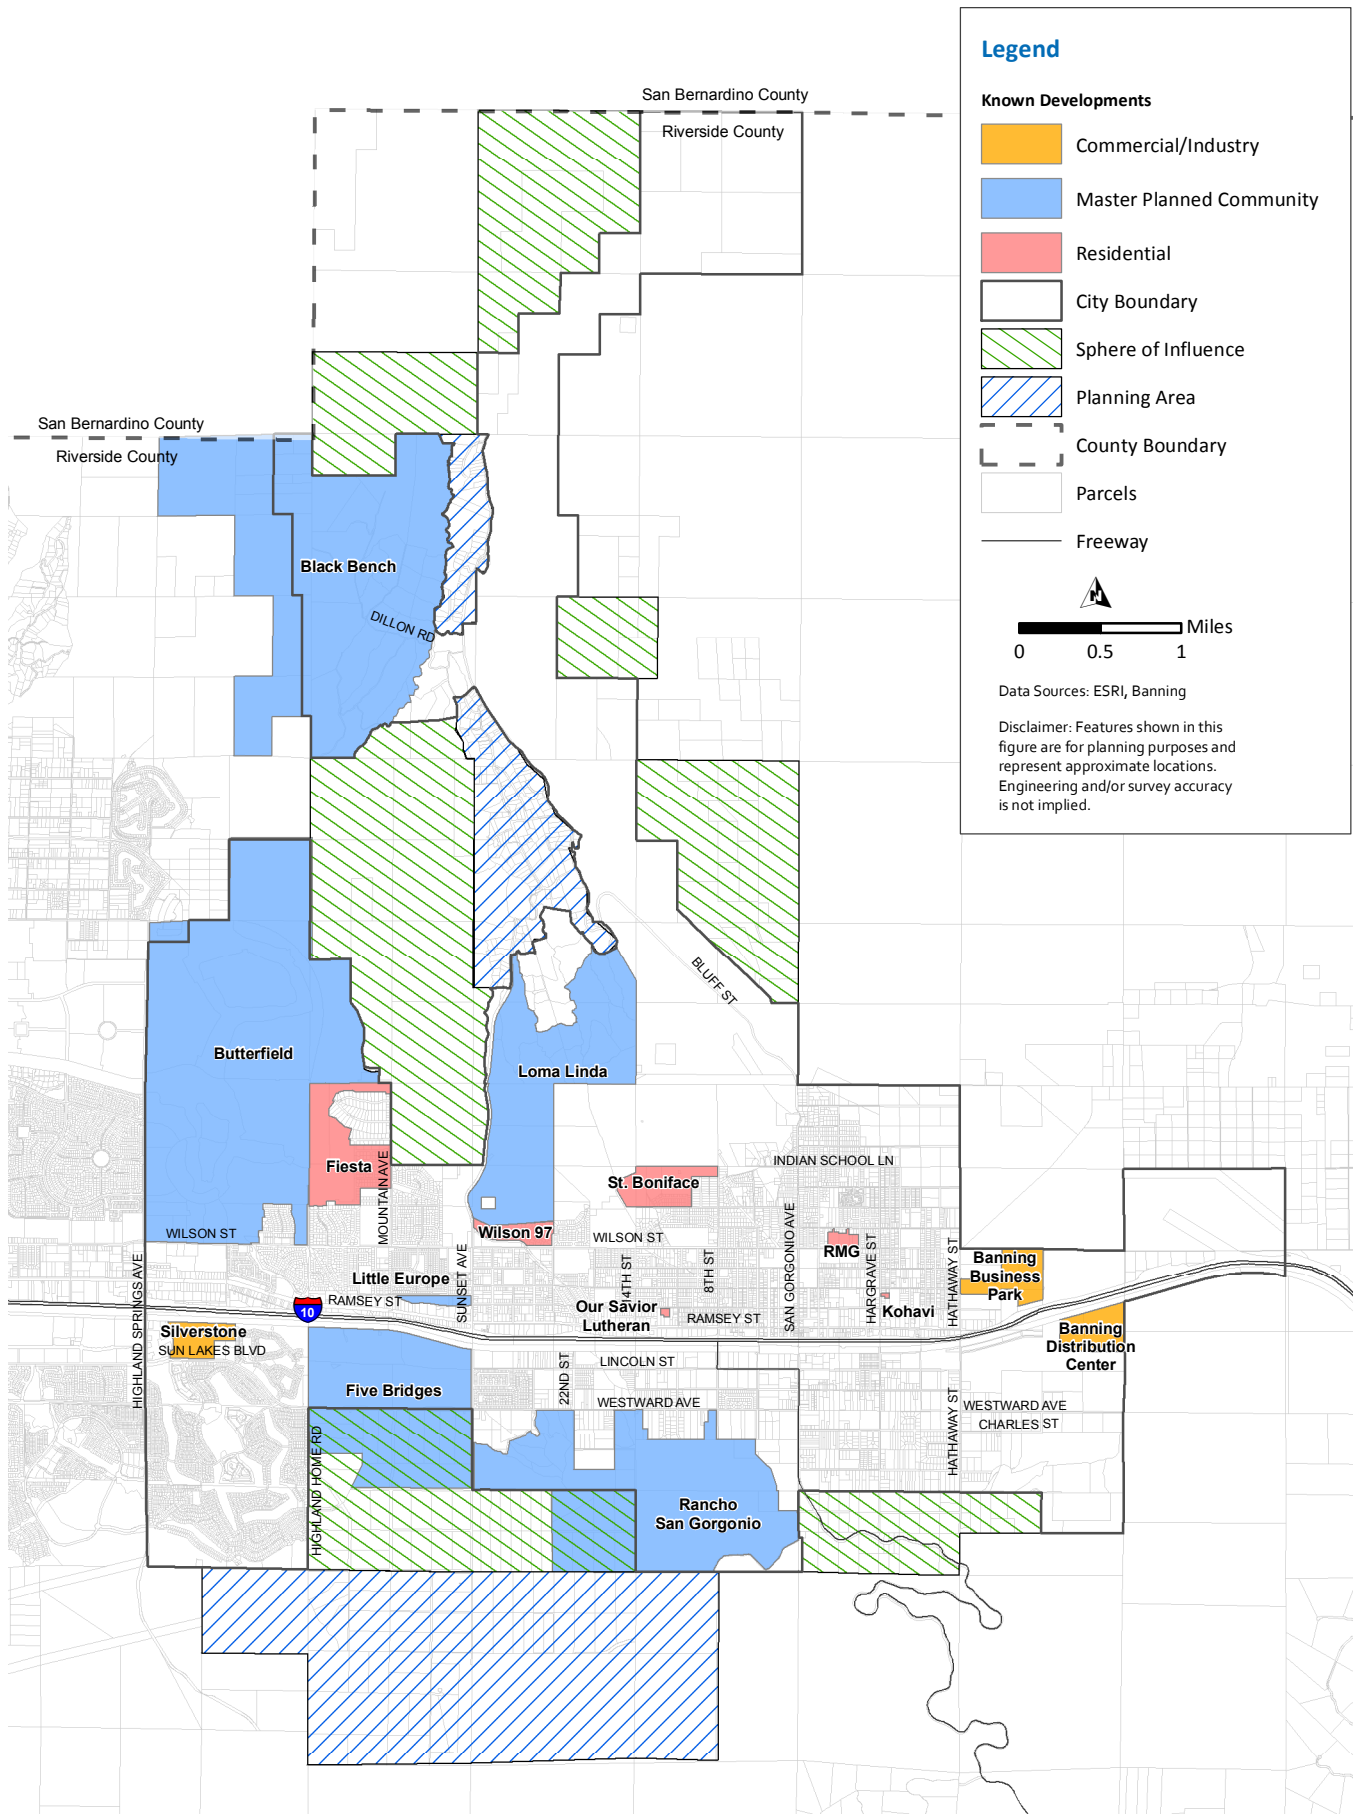 Legend
Known Developments
Commercial/Industry
Master Planned Community
Residential
City Boundary
Sphere of Influence
Planning Area
County Boundary
Parcels
Freeway
N
Miles
0 0.5 1
Data Sources: ESRI, Banning
Disclaimer: Features shown in this
figure are for planning purposes and
represent approximate locations.
Engineering and/or survey accuracy
is not implied.
San Bernardino County
Riverside County
San Bernardino County
Riverside County
Black Bench
DILLON RD
BLUFF ST
Butterfield
Loma Linda
Fiesta
MOUNTAIN AVE
INDIAN SCHOOL LN
St. Boniface
WILSON ST
Wilson 97
WILSON ST
14TH ST
8TH ST
SAN GORGONIO AVE
RMG
HARGRAVE ST
HATHAWAY ST
Banning
Business
Park
HIGHLAND SPRINGS AVE
Little Europe
SUNSET AVE
RAMSEY ST
10
Our Savior
Lutheran
RAMSEY ST
Kohavi
Silverstone
SUN LAKES BLVD
Banning
Distribution
Center
LINCOLN ST
22ND ST
Five Bridges
WESTWARD AVE
HATHAWAY ST
WESTWARD AVE
CHARLES ST
HIGHLAND HOME RD
Rancho
San Gorgonio